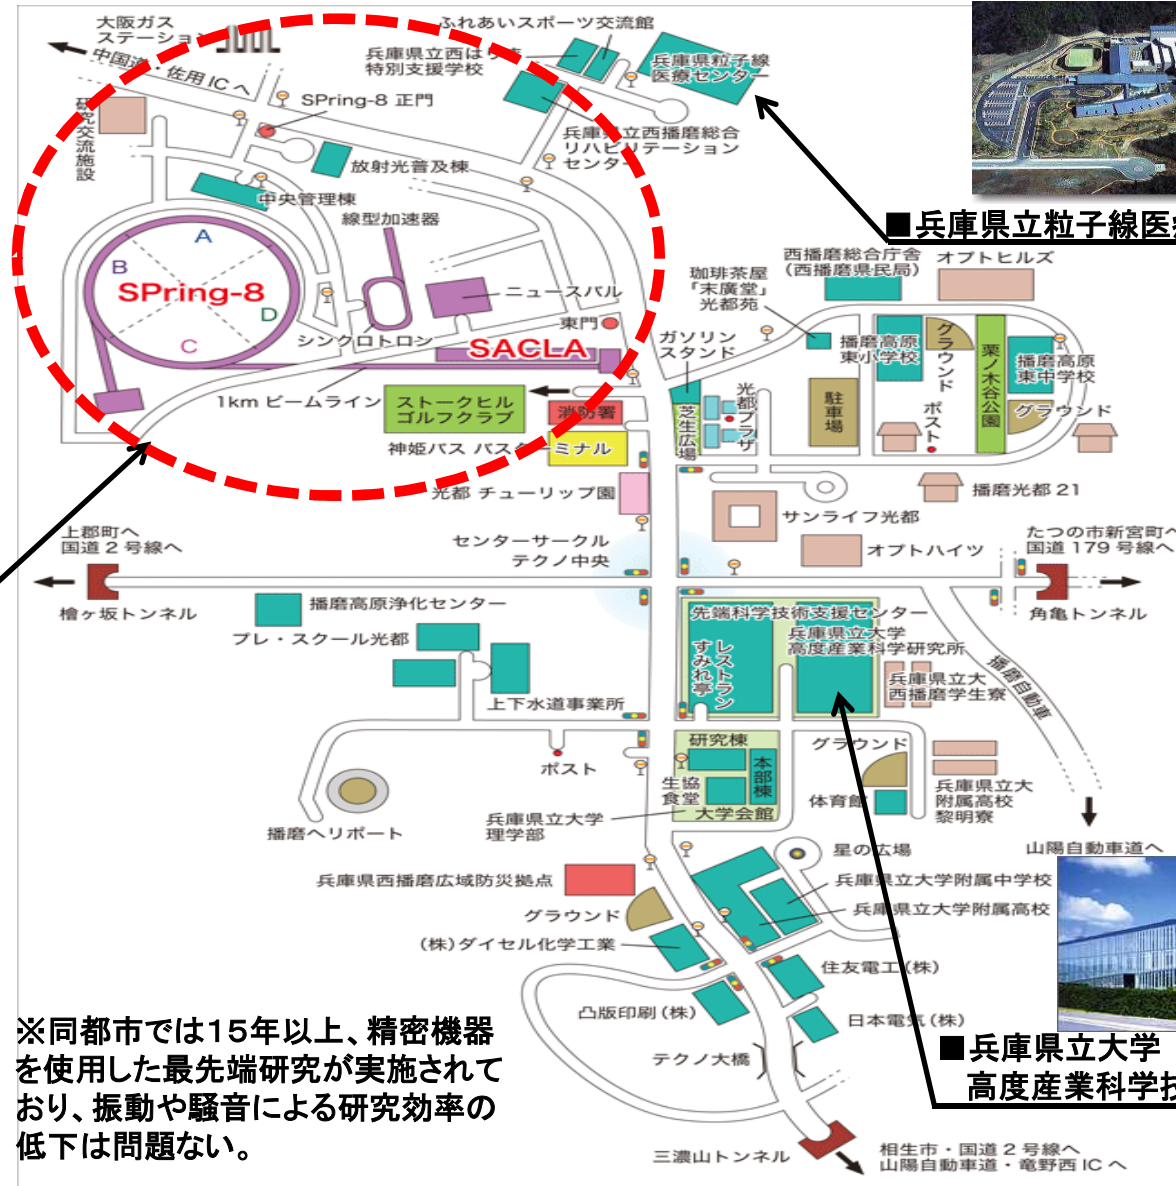 大阪ガス
ステーション
中国道・佐用 IC へ
ふれあいスポーツ交流館
兵庫県立西はりま
特別支援学校
兵庫県粒子線
医療センター
研究交流施設
SPring-8 正門
兵庫県立西播磨総合
リハビリテーション
センター
放射光普及棟
中央管理棟
線型加速器
■兵庫県立粒子線医
A
B
SPring-8
D
C
ニュースバル
シンクロトロン
東門
SACLA
1km ビームライン
ストークヒル
ゴルフクラブ
消防署
神姫バス バスターミナル
光都 チューリップ園
西播磨総合庁舎
(西播磨県民局)
オプトヒルズ
珈琲茶屋
「末廣堂」
光都苑
ガソリン
スタンド
播磨高原
東小学校
グラウンド
栗ノ木谷公園
播磨高原
東中学校
グラウンド
光都プラザ
芝生広場
駐車場
ポスト
播磨光都 21
サンライフ光都
オプトハイツ
上郡町へ
国道 2 号線へ
センターサークル
テクノ中央
たつの市新宮町へ
国道 179 号線へ
檜ヶ坂トンネル
播磨高原浄化センター
プレ・スクール光都
上下水道事業所
角亀トンネル
先端科学技術支援センター
兵庫県立大学
高度産業科学研究所
レストラン
すみれ亭
兵庫県立大
西播磨学生寮
播磨自動車
ポスト
研究棟
本部棟
生協
食堂
大学会館
兵庫県立大学
理学部
グラウンド
体育館
兵庫県立大
附属高校
黎明寮
播磨ヘリポート
山陽自動車道へ
星の広場
兵庫県西播磨広域防災拠点
兵庫県立大学附属中学校
兵庫県立大学附属高校
グラウンド
(株)ダイセル化学工業
住友電工(株)
凸版印刷(株)
日本電気(株)
テクノ大橋
※同都市では15年以上、精密機器
を使用した最先端研究が実施されて
おり、振動や騒音による研究効率の
低下は問題ない。
■兵庫県立大学
高度産業科学技
三濃山トンネル
相生市・国道 2 号線へ
山陽自動車道・竜野西 IC へ